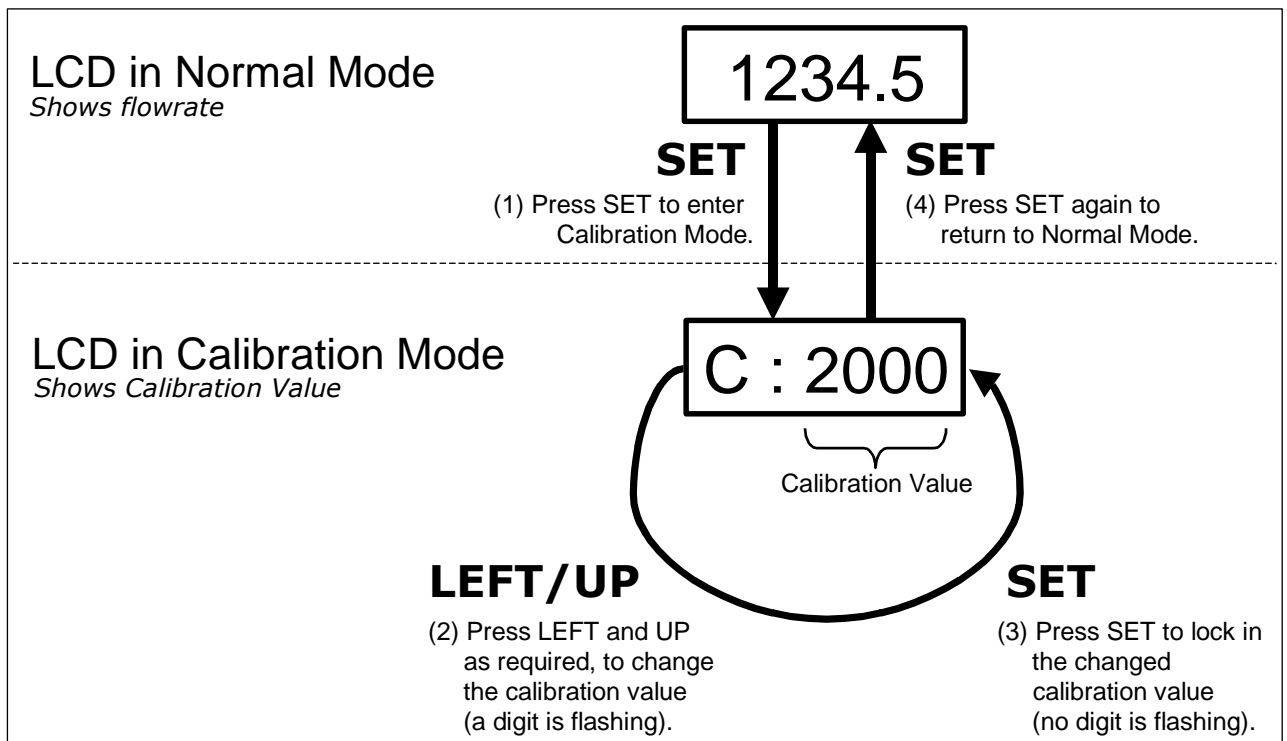 LCD in Normal Mode
Shows flowrate
1234.5
SET
(1) Press SET to enter
Calibration Mode.
SET
(4) Press SET again to
return to Normal Mode.
LCD in Calibration Mode
Shows Calibration Value
C : 2000
Calibration Value
LEFT/UP
(2) Press LEFT and UP
as required, to change
the calibration value
(a digit is flashing).
SET
(3) Press SET to lock in
the changed
calibration value
(no digit is flashing).